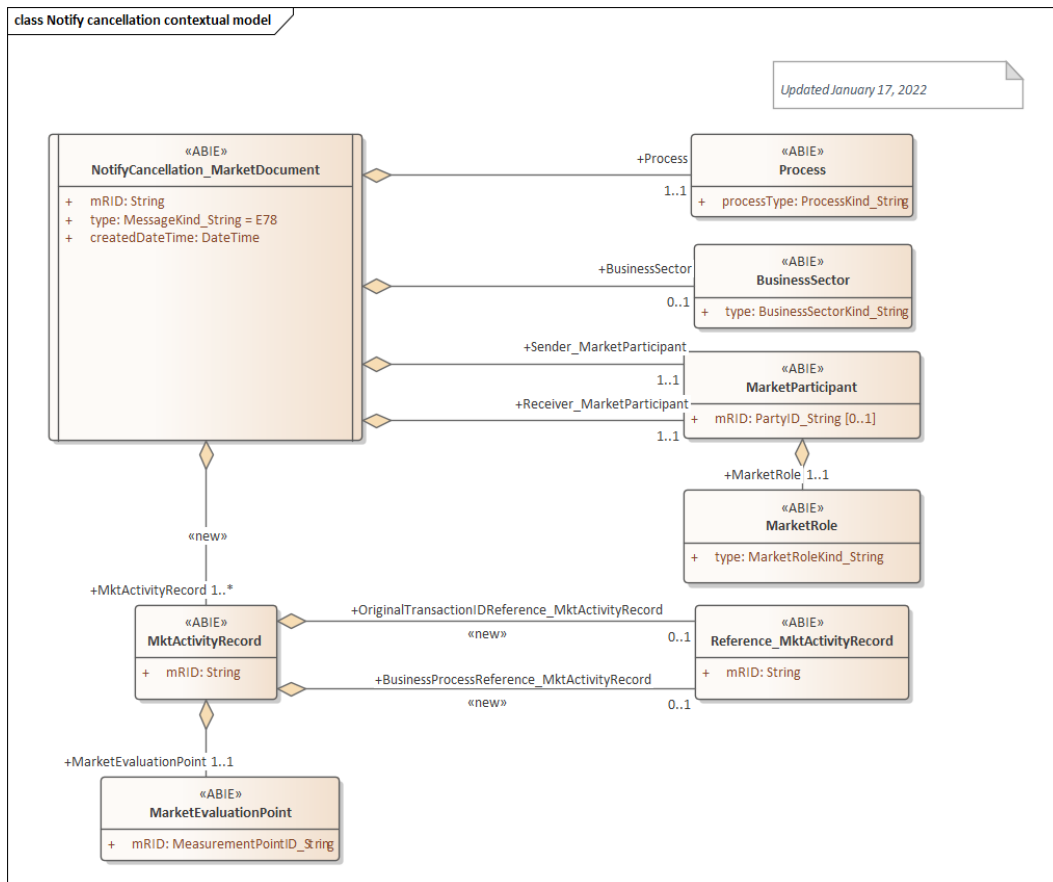 class Notify cancellation contextual model
Updated January 17, 2022
«ABIE»
NotifyCancellation_MarketDocument
+ mRID: String
+ type: MessageKind_String = E78
+ createdDateTime: DateTime
+Process
1..1
«ABIE»
Process
+ processType: ProcessKind_String
+BusinessSector
0..1
«ABIE»
BusinessSector
+ type: BusinessSectorKind_String
+Sender_MarketParticipant
1..1
+Receiver_MarketParticipant
1..1
«ABIE»
MarketParticipant
+ mRID: PartyID_String [0..1]
+MarketRole 1..1
«ABIE»
MarketRole
+ type: MarketRoleKind_String
«new»
+MktActivityRecord 1..*
«ABIE»
MktActivityRecord
+ mRID: String
+OriginalTransactionIDReference_MktActivityRecord
«new»
0..1
+BusinessProcessReference_MktActivityRecord
«new»
0..1
«ABIE»
Reference_MktActivityRecord
+ mRID: String
+MarketEvaluationPoint 1..1
«ABIE»
MarketEvaluationPoint
+ mRID: MeasurementPointID_String